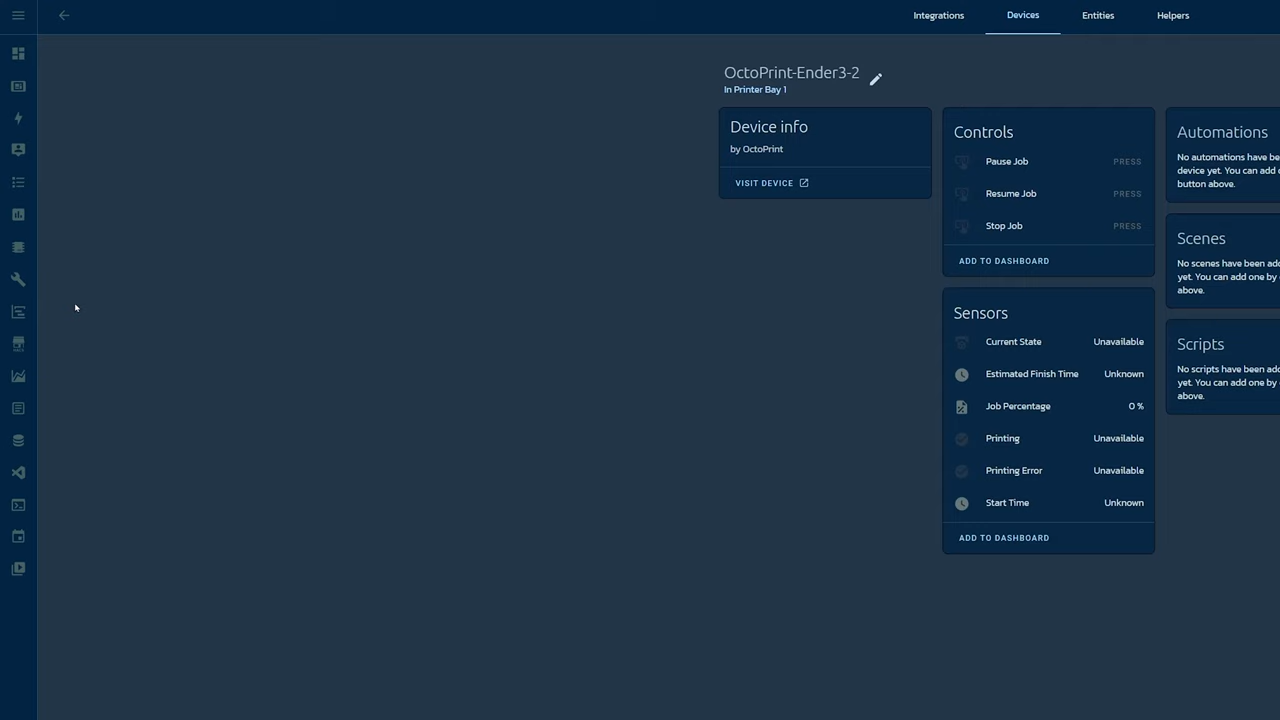 Integrations
Devices
Entities
Helpers
OctoPrint-Ender3-2
In Printer Bay 1
Device info
by OctoPrint
VISIT DEVICE
Controls
Pause Job PRESS
Resume Job PRESS
Stop Job PRESS
ADD TO DASHBOARD
Sensors
Current State Unavailable
Estimated Finish Time Unknown
Job Percentage 0 %
Printing Unavailable
Printing Error Unavailable
Start Time Unknown
ADD TO DASHBOARD
Automations
No automations have be
device yet. You can add
button above.
Scenes
No scenes have been ad
yet. You can add one by
above.
Scripts
No scripts have been ad
yet. You can add one by
above.